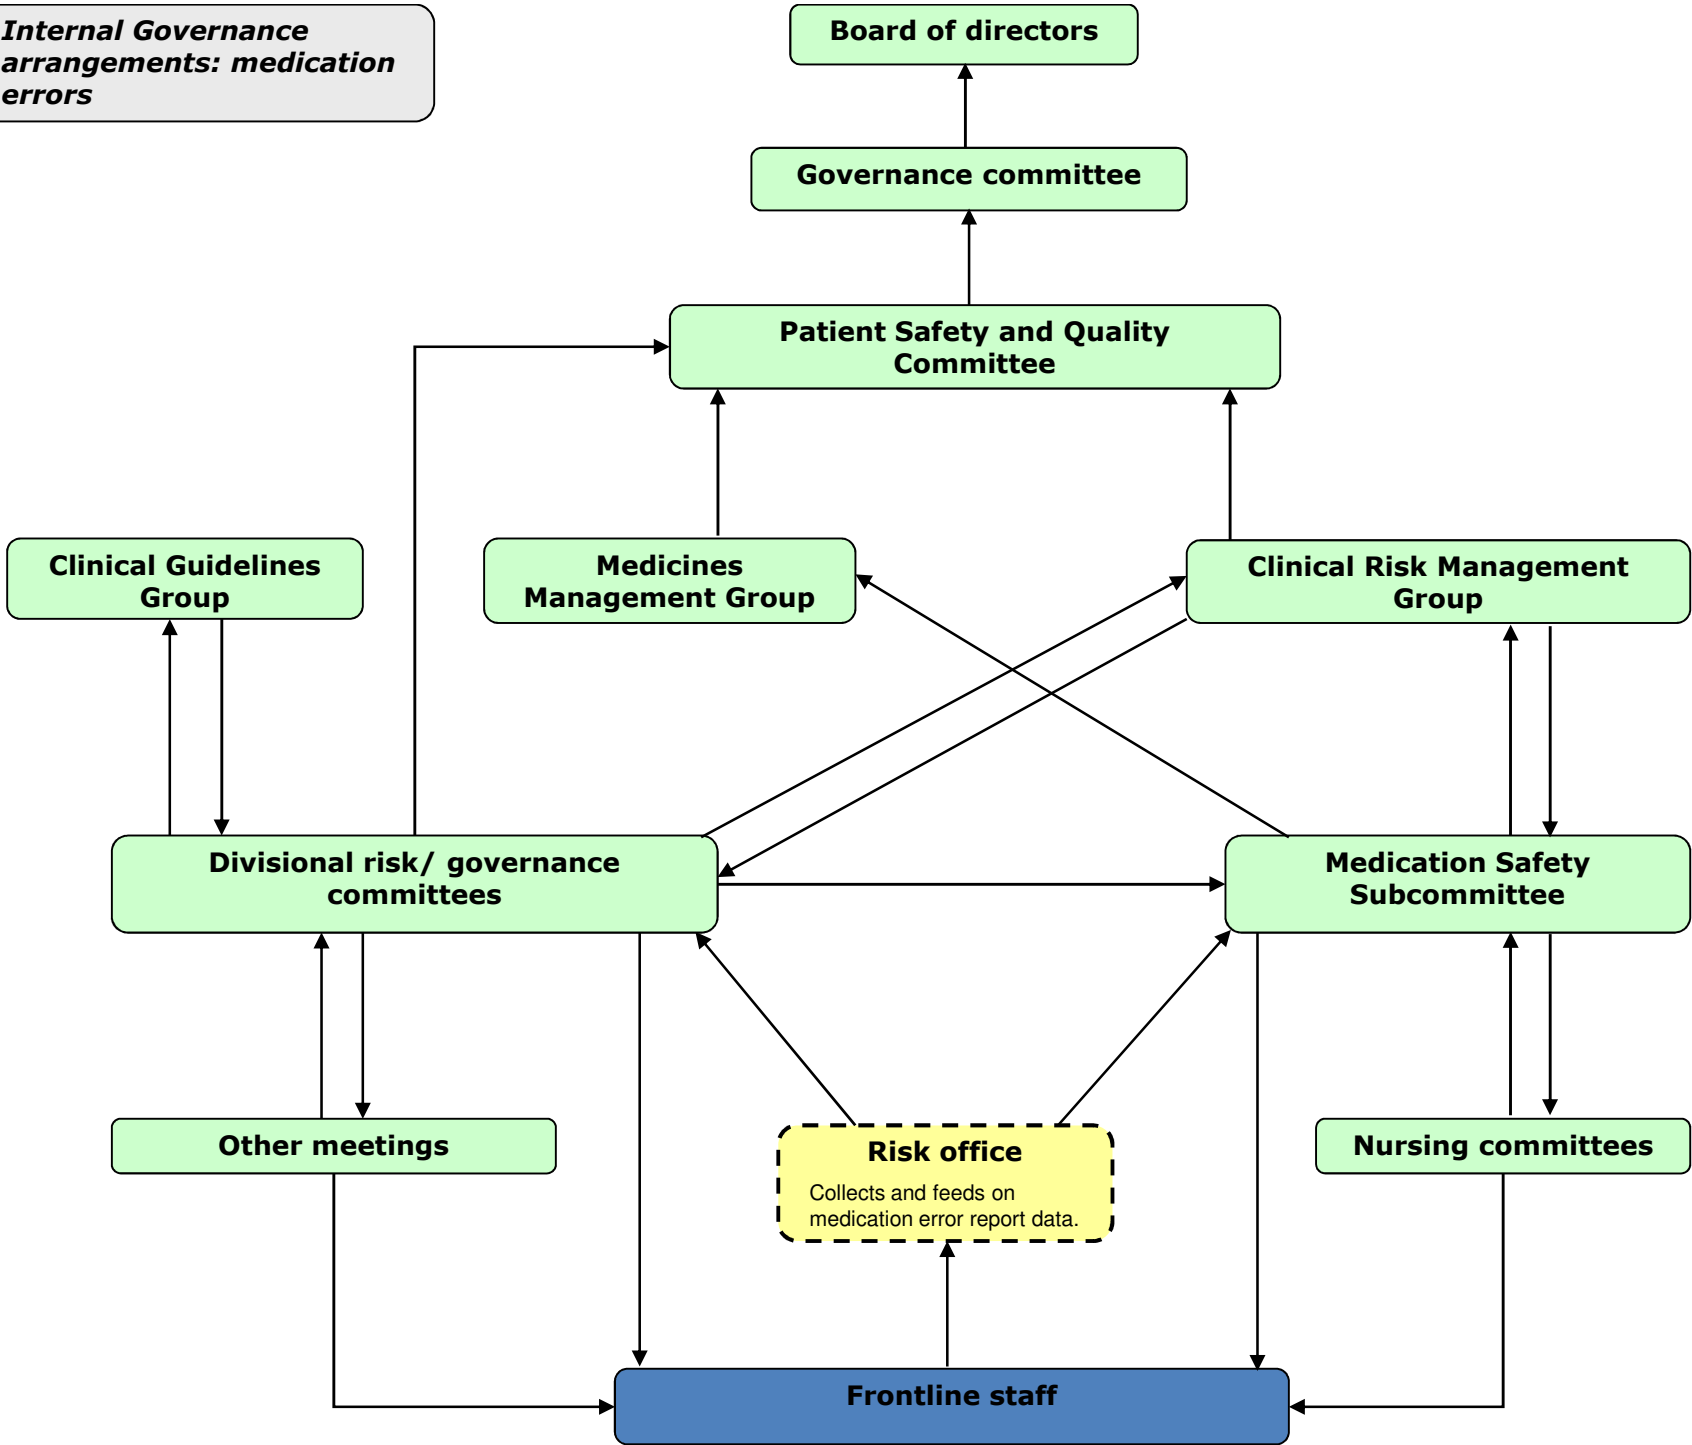 Internal Governance
arrangements: medication
errors
Board of directors
Governance committee
Patient Safety and Quality
Committee
Clinical Guidelines
Group
Medicines
Management Group
Clinical Risk Management
Group
Divisional risk/ governance
committees
Medication Safety
Subcommittee
Other meetings
Risk office
Collects and feeds on
medication error report data.
Nursing committees
Frontline staff